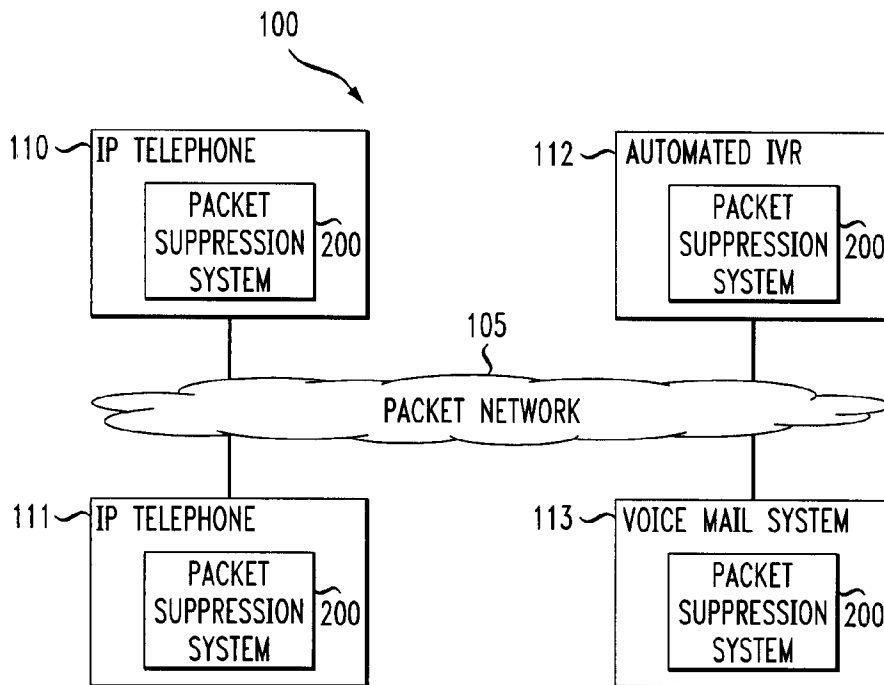 100
110
IP TELEPHONE
PACKET
SUPPRESSION
SYSTEM
200
112
AUTOMATED IVR
PACKET
SUPPRESSION
SYSTEM
200
105
PACKET NETWORK
111
IP TELEPHONE
PACKET
SUPPRESSION
SYSTEM
200
113
VOICE MAIL SYSTEM
PACKET
SUPPRESSION
SYSTEM
200